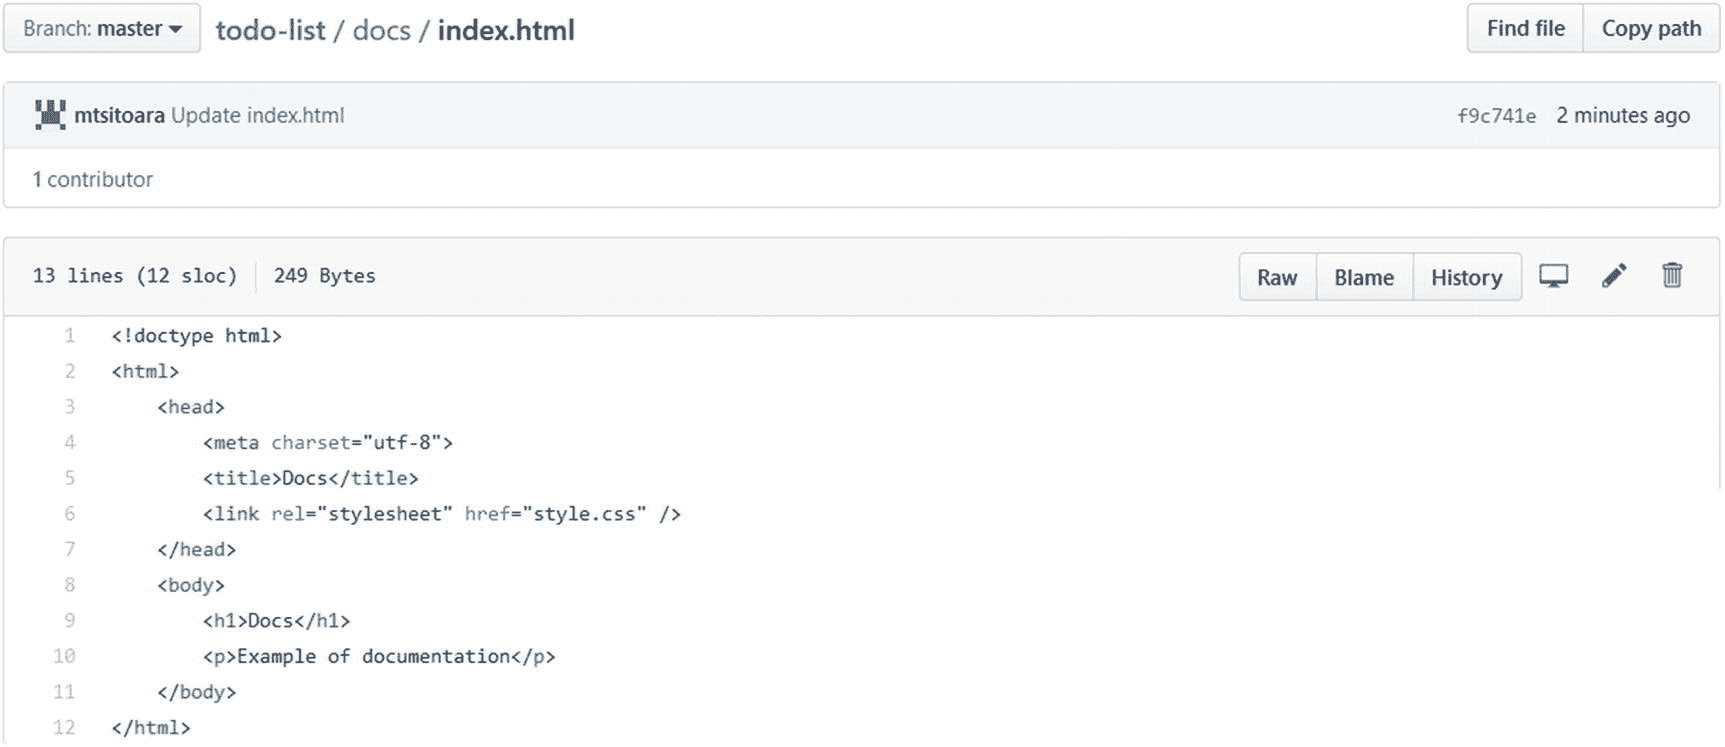 Branch: master todo-list / docs / index.html Find file Copy path
mtsitoara Update index.html f9c741e 2 minutes ago
1 contributor
13 lines (12 sloc) 249 Bytes Raw Blame History
1 <!doctype html>
2 <html>
3 <head>
4 <meta charset="utf-8">
5 <title>Docs</title>
6 <link rel="stylesheet" href="style.css" />
7 </head>
8 <body>
9 <h1>Docs</h1>
10 <p>Example of documentation</p>
11 </body>
12 </html>